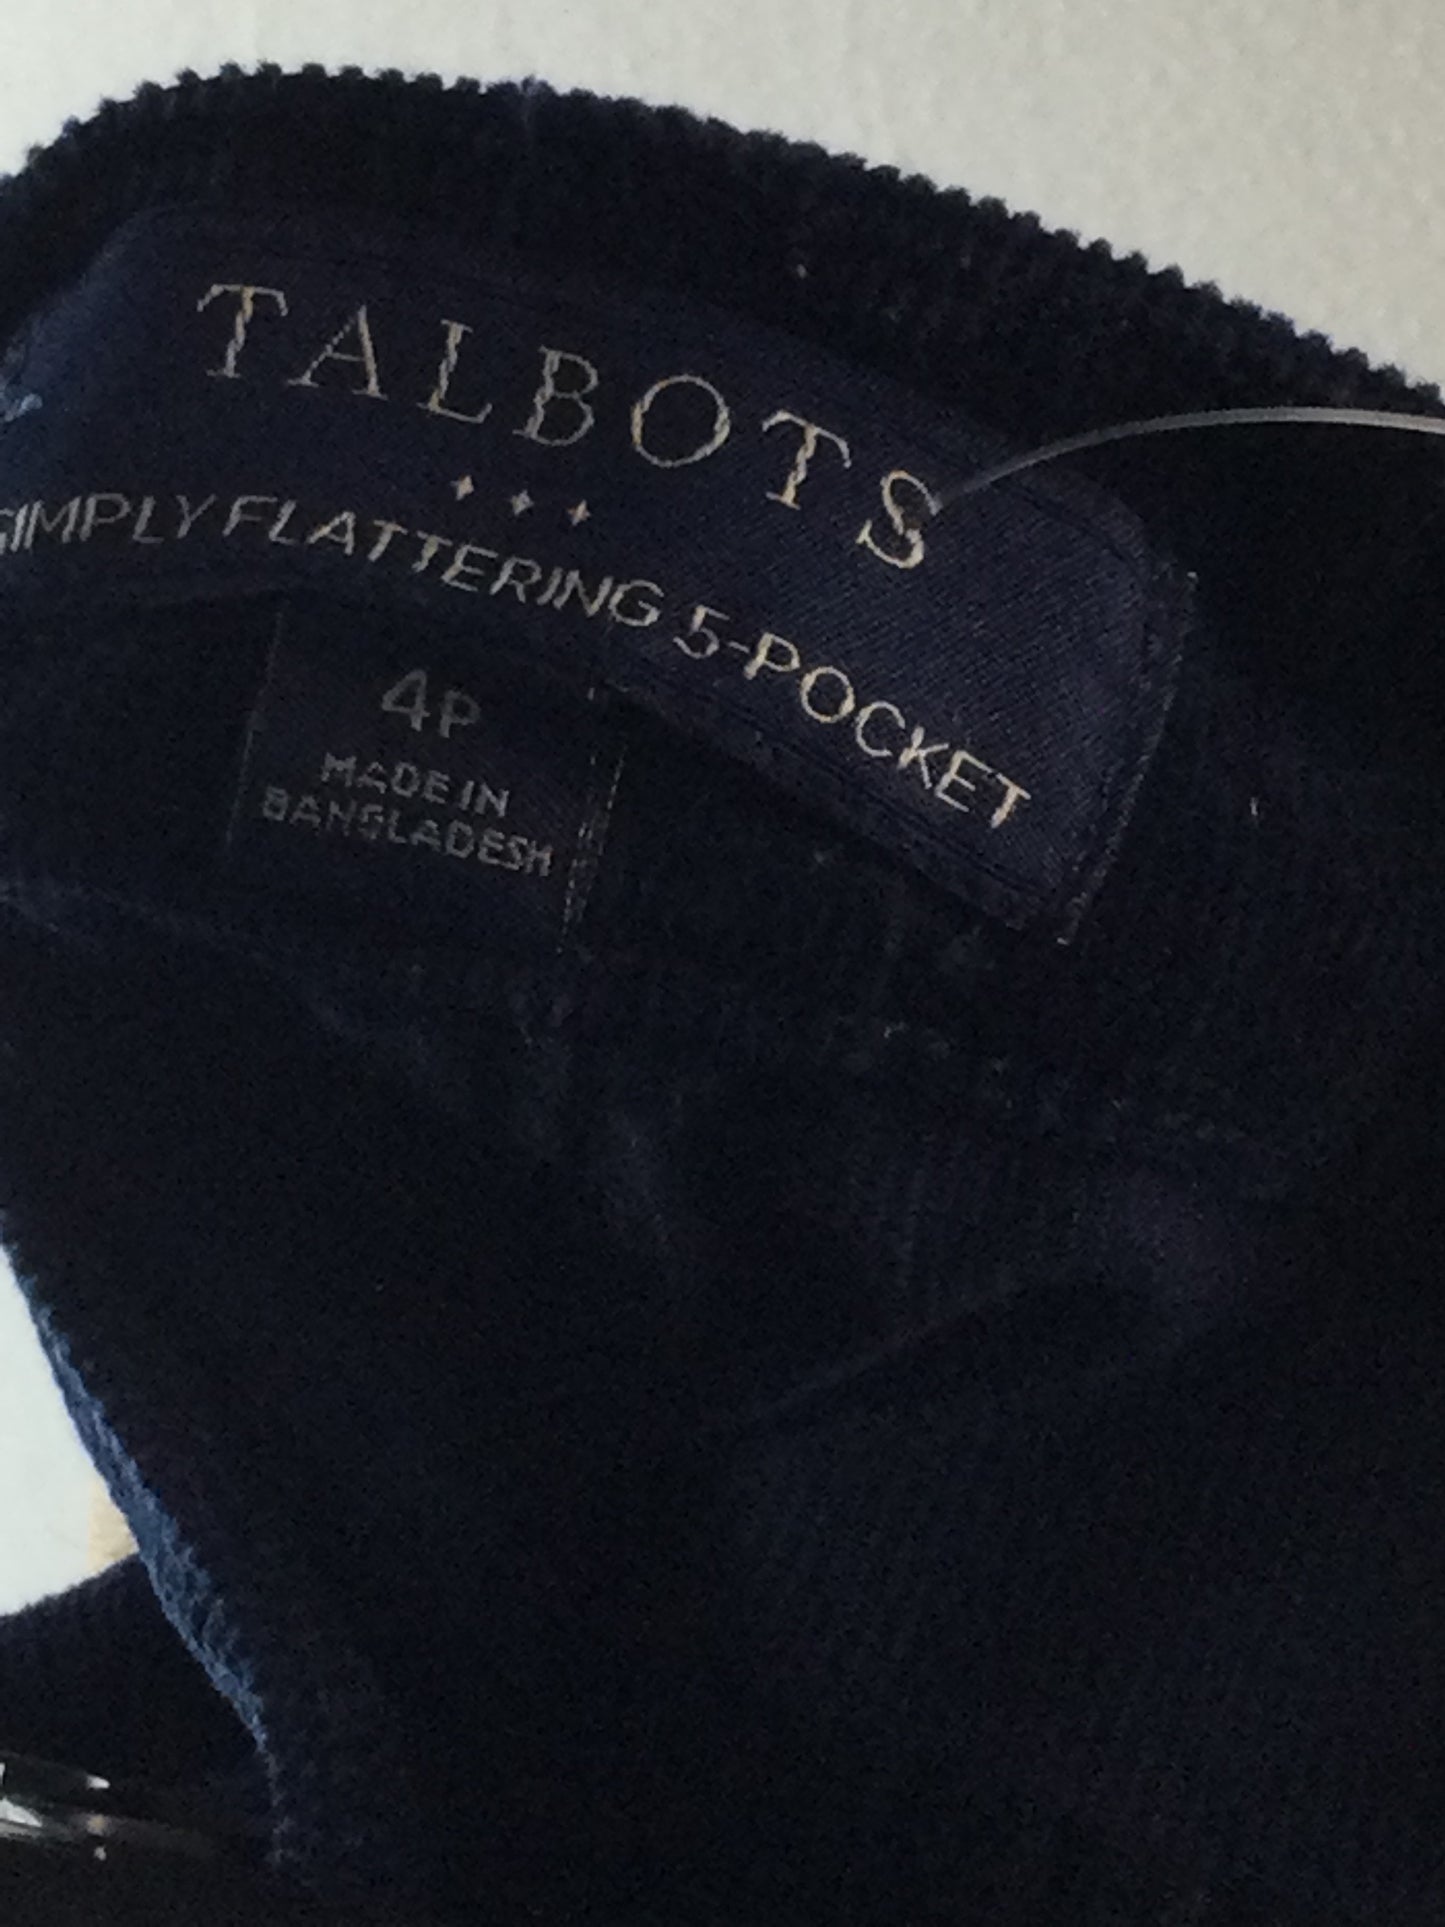 TALBOTS
SIMPLY FLATTERING 5-POCKET
4P
MADE IN
BANGLADESH